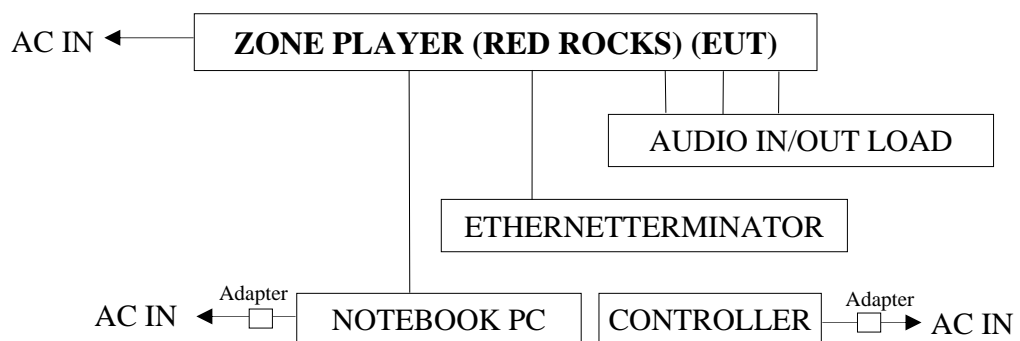 AC IN
ZONE PLAYER (RED ROCKS) (EUT)
AUDIO IN/OUT LOAD
ETHERNETTERMINATOR
AC IN
Adapter
NOTEBOOK PC
CONTROLLER
Adapter
AC IN